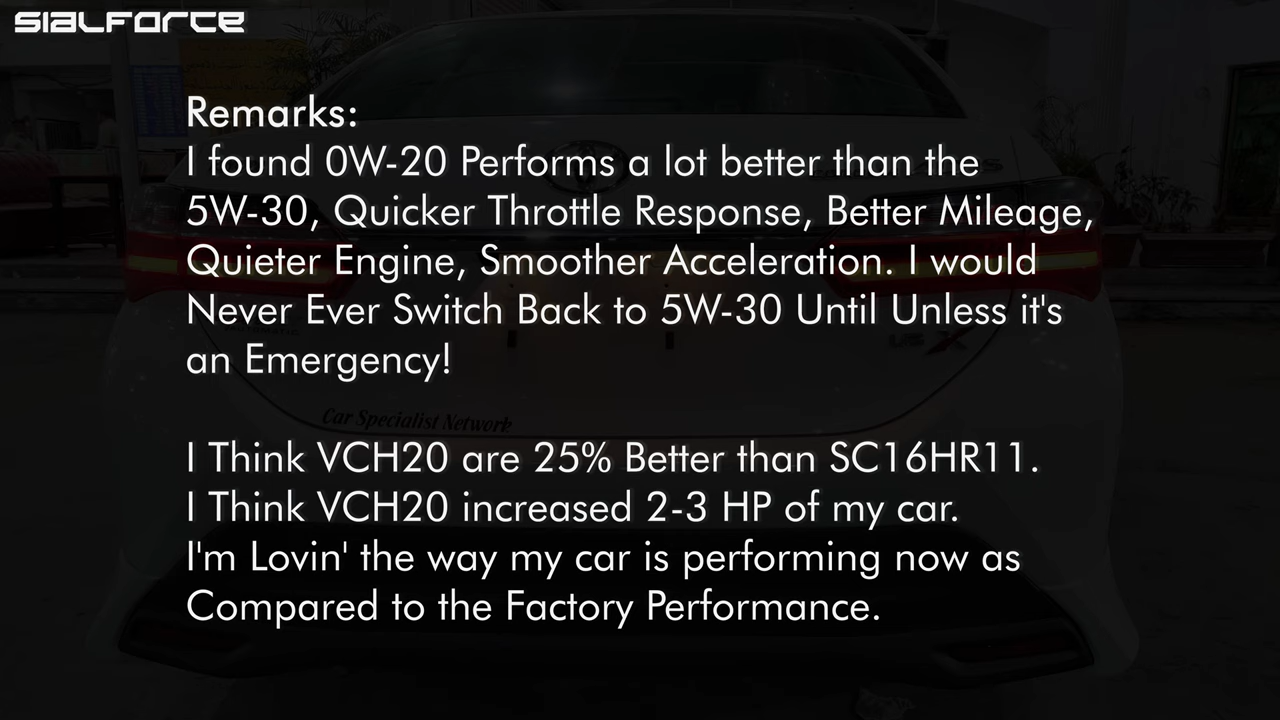 SIALFORCE
Remarks:
I found 0W-20 Performs a lot better than the
5W-30, Quicker Throttle Response, Better Mileage,
Quieter Engine, Smoother Acceleration. I would
Never Ever Switch Back to 5W-30 Until Unless it's
an Emergency!
Car Specialist Network
I Think VCH20 are 25% Better than SC16HR11.
I Think VCH20 increased 2-3 HP of my car.
I'm Lovin' the way my car is performing now as
Compared to the Factory Performance.